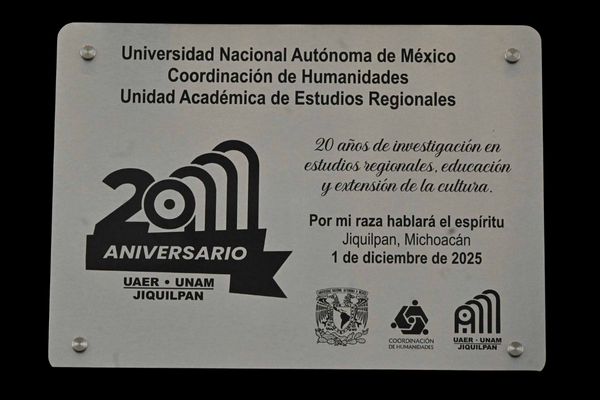 Universidad Nacional Autónoma de México
Coordinación de Humanidades
Unidad Académica de Estudios Regionales
20
ANIVERSARIO
UAER • UNAM
JIQUILPAN
20 años de investigación en
estudios regionales, educación
y extensión de la cultura.
Por mi raza hablará el espíritu
Jiquilpan, Michoacán
1 de diciembre de 2025
COORDINACIÓN
DE HUMANIDADES
UAER • UNAM
JIQUILPAN